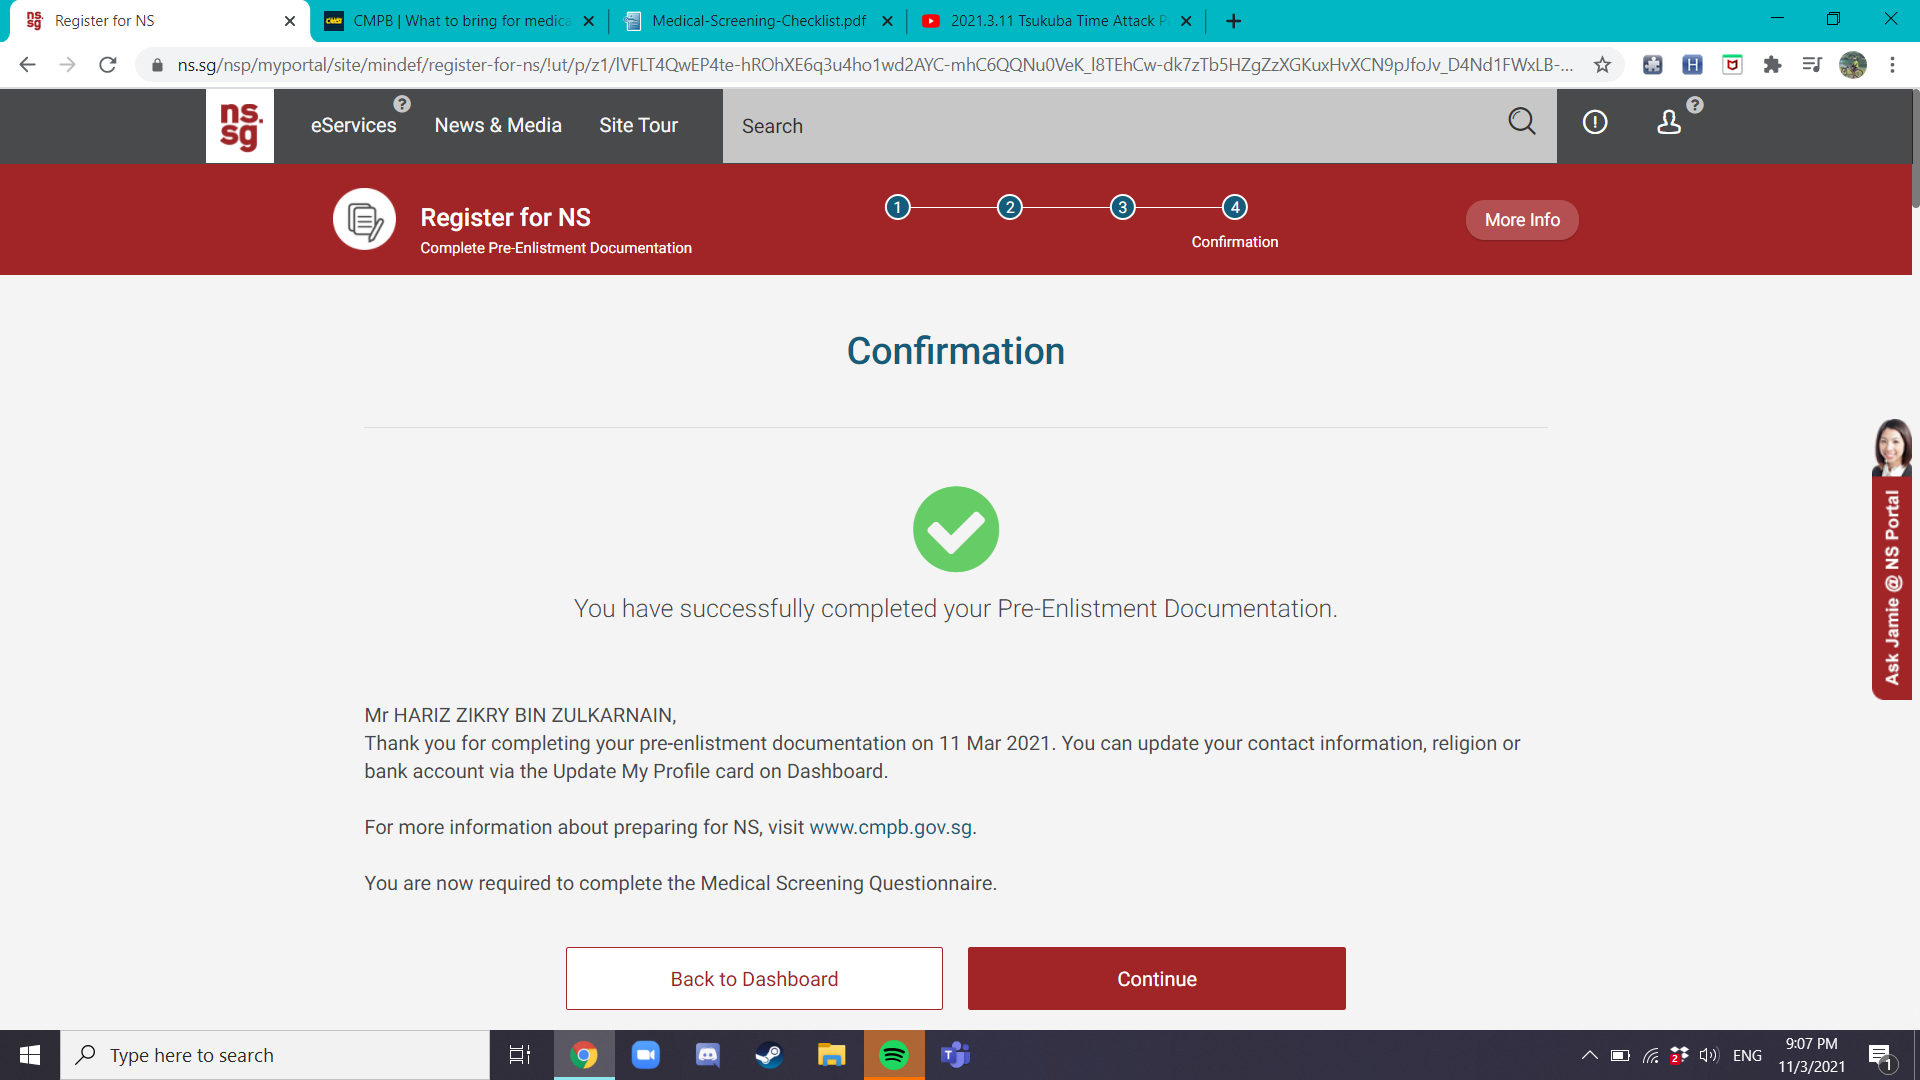 Register for NS
CMPB | What to bring for medica
Medical-Screening-Checklist.pdf
2021.3.11 Tsukuba Time Attack Pa
ns.sg/nsp/myportal/site/mindef/register-for-ns/!ut/p/z1/lVFLT4QwEP4te-hROhXE6q3u4ho1wd2AYC-mhC6QQNu0VeK_l8TEhCw-dk7zTb5HZgZzXGKuxHvXCN9pJfoJv_D4Nd1FWxLB-...
ns.
sg
eServices
?
News & Media
Site Tour
Search
?
Register for NS
Complete Pre-Enlistment Documentation
1
2
3
4
Confirmation
More Info
Confirmation
You have successfully completed your Pre-Enlistment Documentation.
Mr HARIZ ZIKRY BIN ZULKARNAIN,
Thank you for completing your pre-enlistment documentation on 11 Mar 2021. You can update your contact information, religion or
bank account via the Update My Profile card on Dashboard.
For more information about preparing for NS, visit www.cmpb.gov.sg.
You are now required to complete the Medical Screening Questionnaire.
Back to Dashboard
Continue
Ask Jamie @ NS Portal
Type here to search
2
ENG
9:07 PM
11/3/2021
1